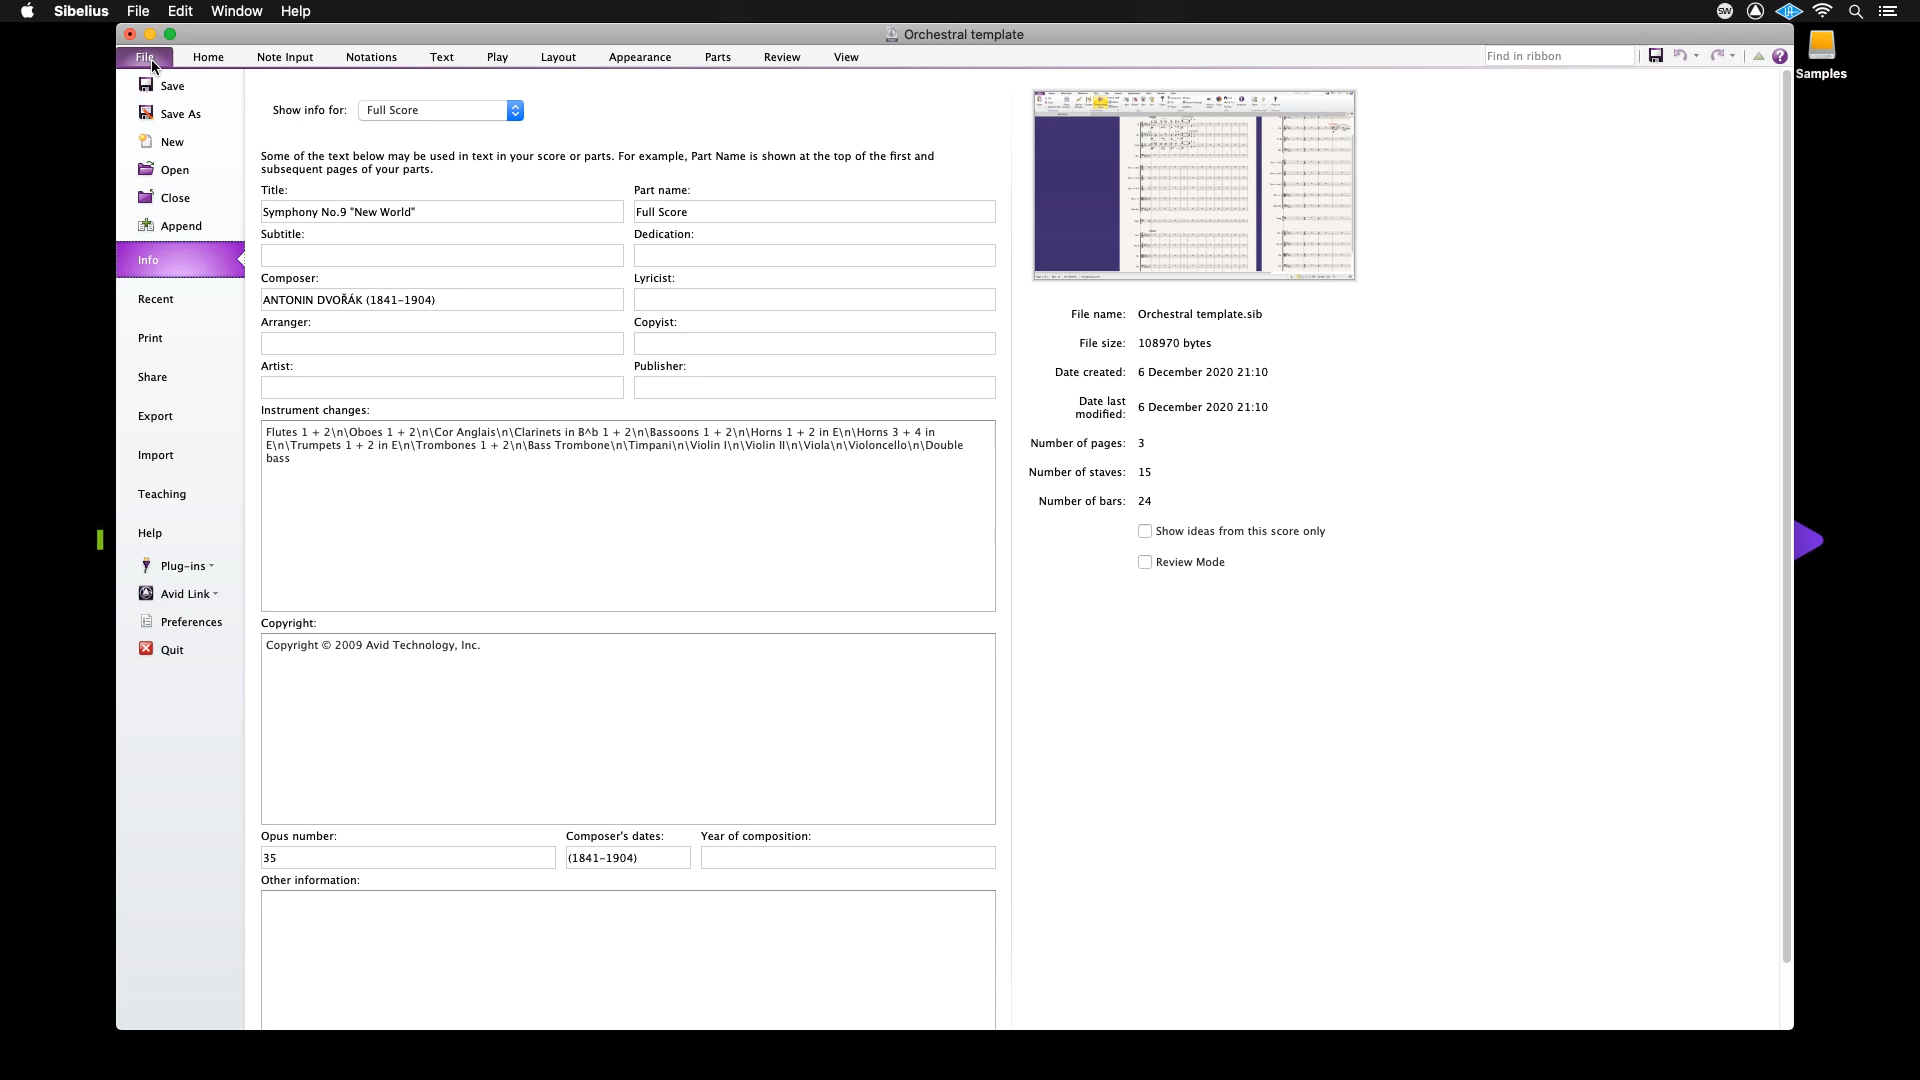 Sibelius File Edit Window Help
Orchestral template
File Home Note Input Notations Text Play Layout Appearance Parts Review View
Find in ribbon
Samples
Save
Save As
New
Open
Close
Append
Info
Recent
Print
Share
Export
Import
Teaching
Help
Plug-ins
Avid Link
Preferences
Quit
Show info for: Full Score
Some of the text below may be used in text in your score or parts. For example, Part Name is shown at the top of the first and
subsequent pages of your parts.
Title: Part name:
Symphony No.9 "New World" Full Score
Subtitle: Dedication:
Composer: Lyricist:
ANTONIN DVOŘÁK (1841-1904)
Arranger: Copyist:
Artist: Publisher:
Instrument changes:
Flutes 1 + 2\n\Oboes 1 + 2\n\Cor Anglais\n\Clarinets in B^b 1 + 2\n\Bassoons 1 + 2\n\Horns 1 + 2 in E\n\Horns 3 + 4 in
E\n\Trumpets 1 + 2 in E\n\Trombones 1 + 2\n\Bass Trombone\n\Timpani\n\Violin I\n\Violin II\n\Viola\n\Violoncello\n\Double
bass
Copyright:
Copyright © 2009 Avid Technology, Inc.
Opus number: Composer's dates: Year of composition:
35 (1841-1904)
Other information:
File name: Orchestral template.sib
File size: 108970 bytes
Date created: 6 December 2020 21:10
Date last
modified: 6 December 2020 21:10
Number of pages: 3
Number of staves: 15
Number of bars: 24
Show ideas from this score only
Review Mode